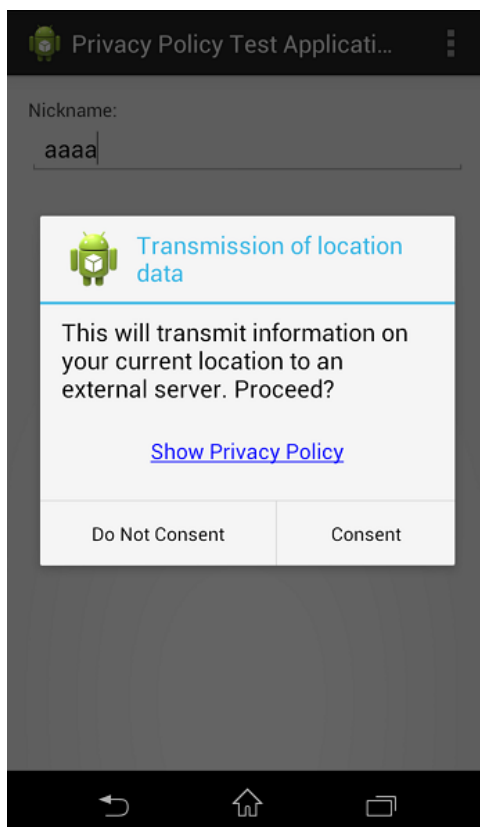 Privacy Policy Test Applicati...
Nickname:
aaaa
Transmission of location
data
This will transmit information on
your current location to an
external server. Proceed?
Show Privacy Policy
Do Not Consent
Consent